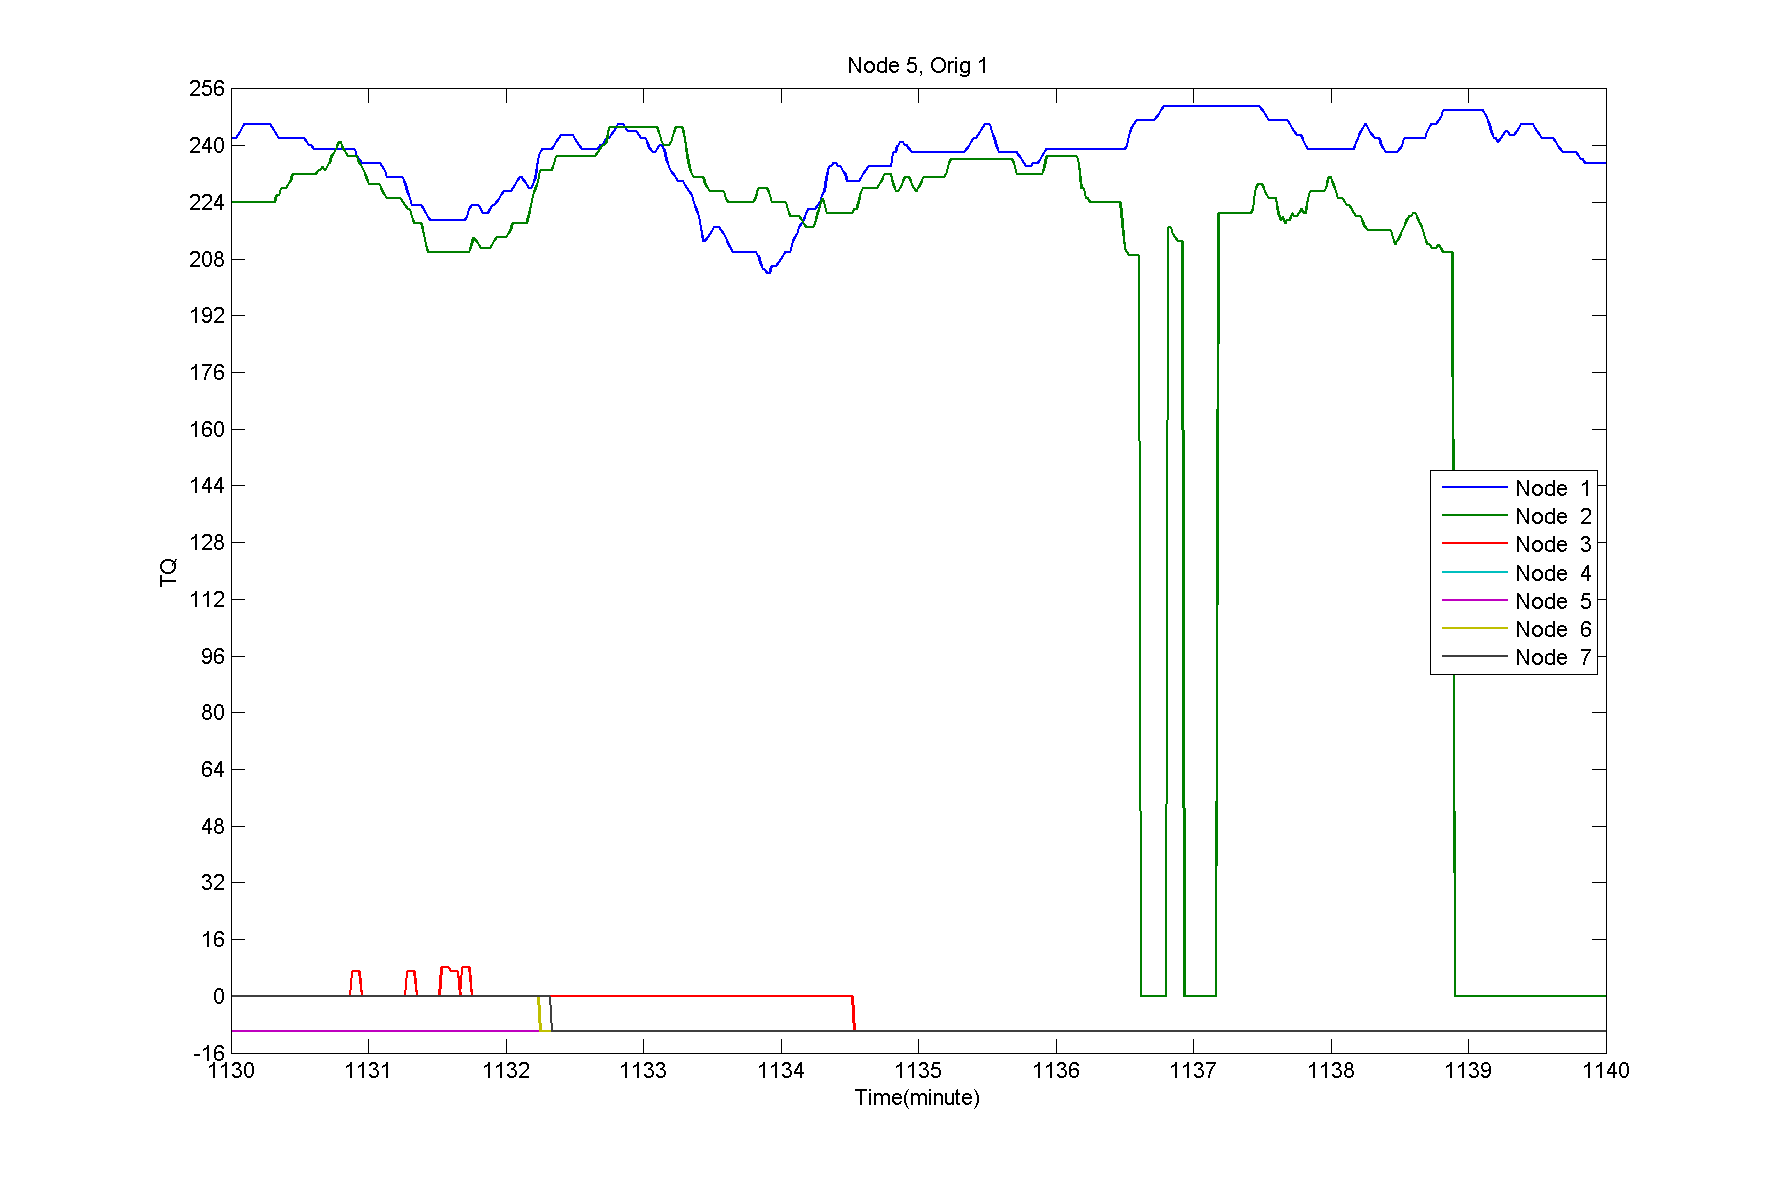 Node 5, Orig 1
256
240
224
208
192
176
160
144
128
112
96
80
64
48
32
16
0
-16
TQ
Node 1
Node 2
Node 3
Node 4
Node 5
Node 6
Node 7
1130 1131 1132 1133 1134 1135 1136 1137 1138 1139 1140
Time(minute)